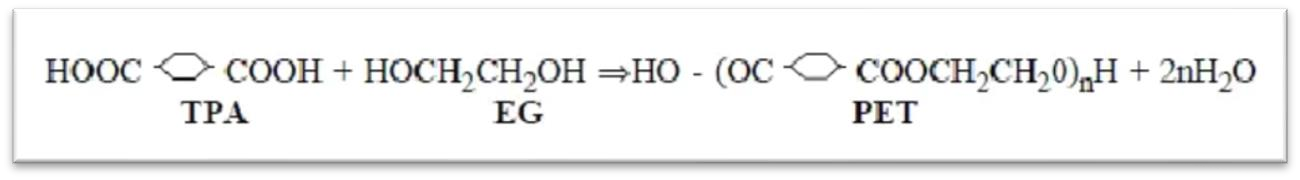 HOOC COOH + HOCH₂CH₂OH ⇒HO - (OC COOCH₂CH₂0)ₙH + 2nH₂O
TPA EG PET